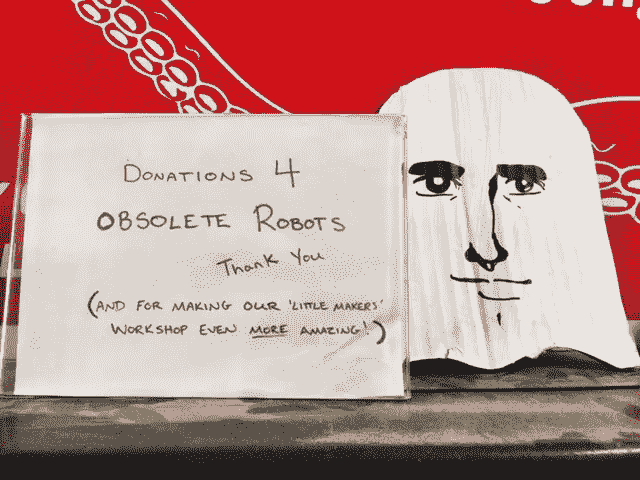 DONATIONS 4
OBSOLETE ROBOTS
Thank You
(AND FOR MAKING OUR 'LITTLE MAKERS'
WORKSHOP EVEN MORE AMAZING!)